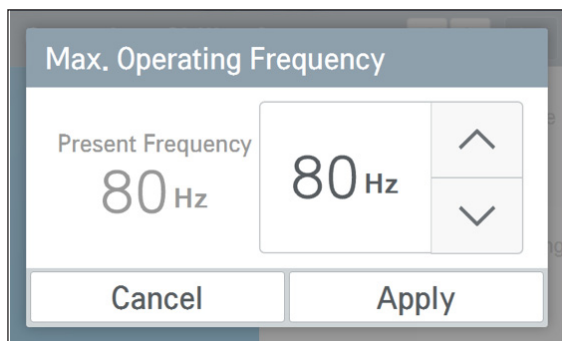 Max. Operating Frequency
Present Frequency
80 Hz
80 Hz
Cancel
Apply